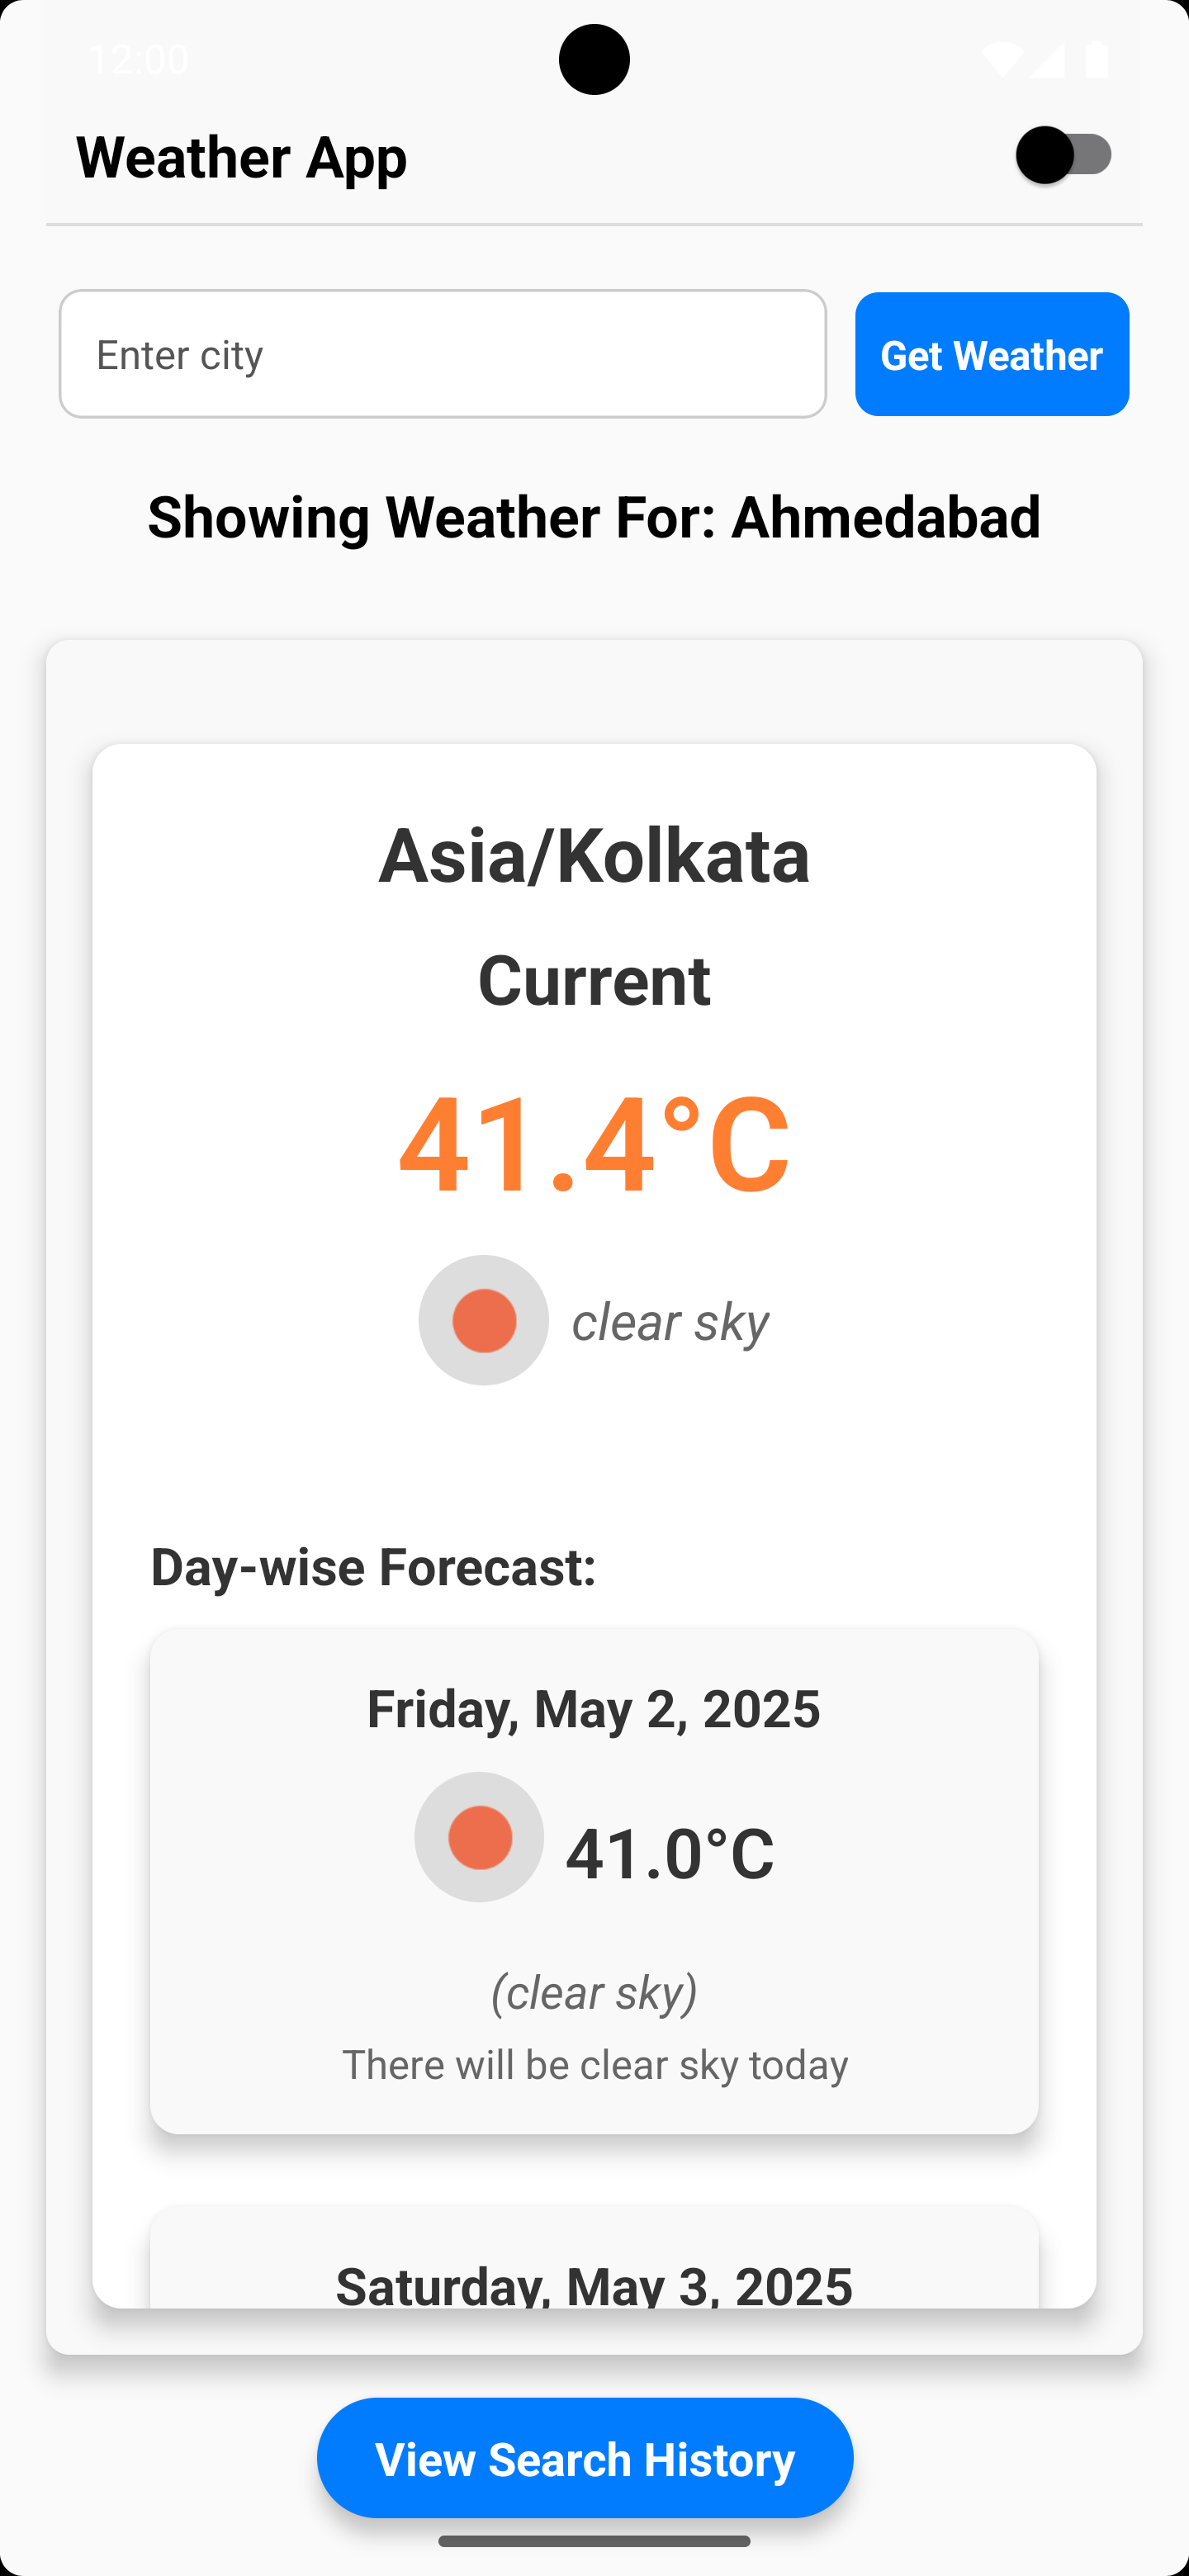 12:00
Weather App
Enter city
Get Weather
Showing Weather For: Ahmedabad
Asia/Kolkata
Current
41.4°C
clear sky
Day-wise Forecast:
Friday, May 2, 2025
41.0°C
(clear sky)
There will be clear sky today
Saturday, May 3, 2025
View Search History